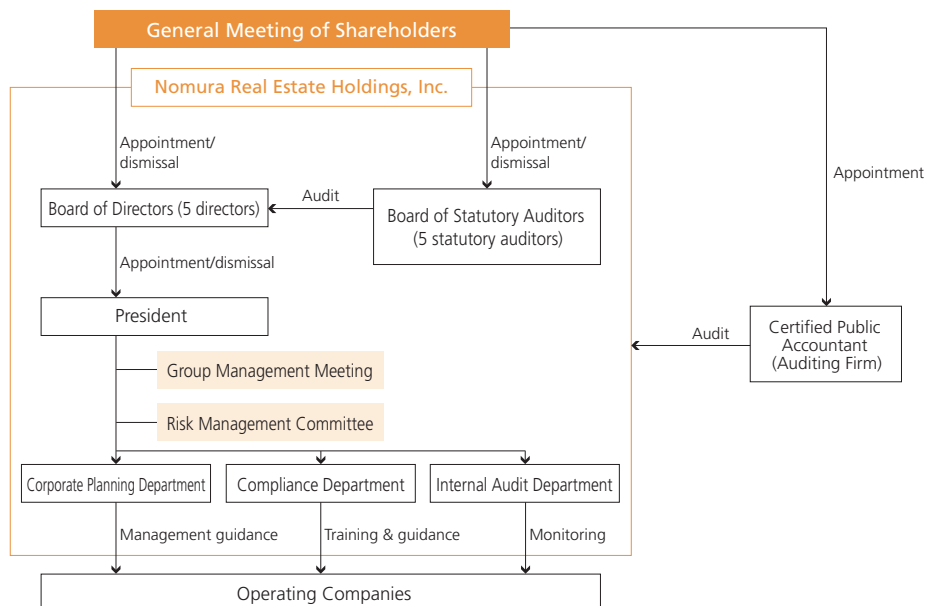 General Meeting of Shareholders
Nomura Real Estate Holdings, Inc.
Appointment/
dismissal
Appointment/
dismissal
Appointment
Board of Directors (5 directors)
Audit
Board of Statutory Auditors
(5 statutory auditors)
Appointment/dismissal
President
Audit
Certified Public
Accountant
(Auditing Firm)
Group Management Meeting
Risk Management Committee
Corporate Planning Department
Compliance Department
Internal Audit Department
Management guidance
Training & guidance
Monitoring
Operating Companies